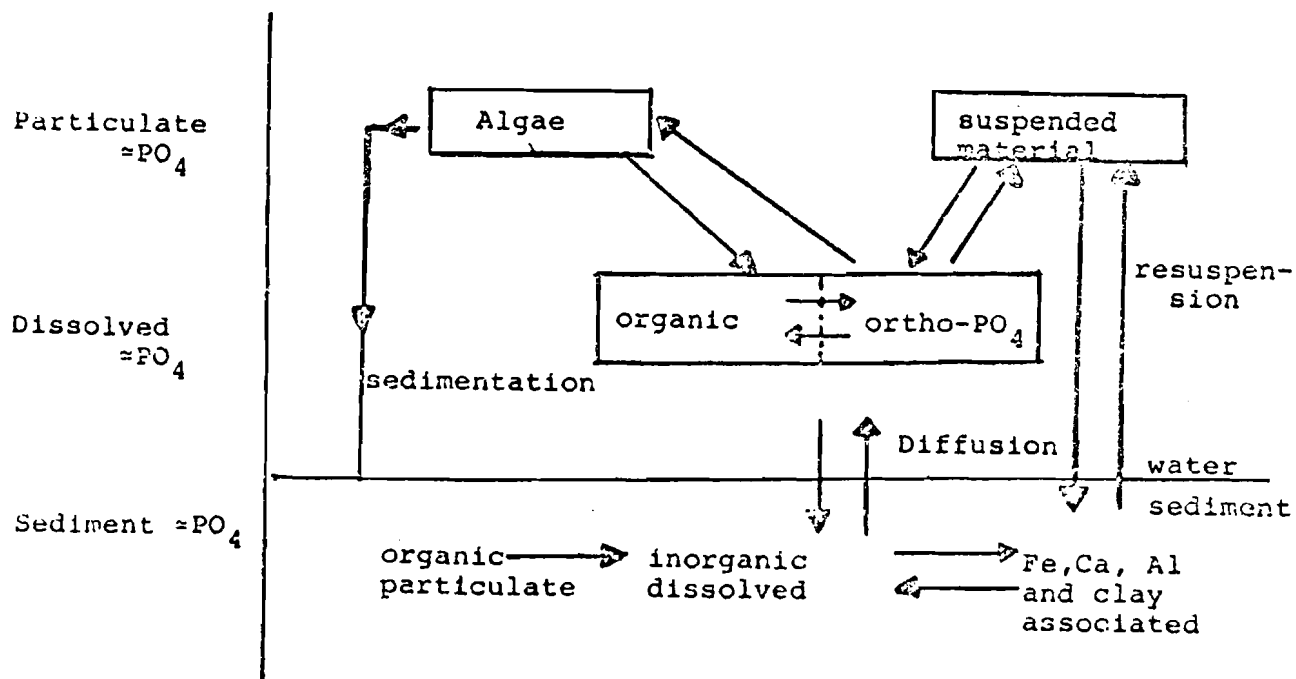 Particulate
≃PO4
Algae
suspended
material
Dissolved
≃PO4
organic
ortho-PO4
resuspen-
sion
sedimentation
Diffusion
water
sediment
Sediment ≃PO4
organic
particulate
inorganic
dissolved
Fe,Ca, Al
and clay
associated